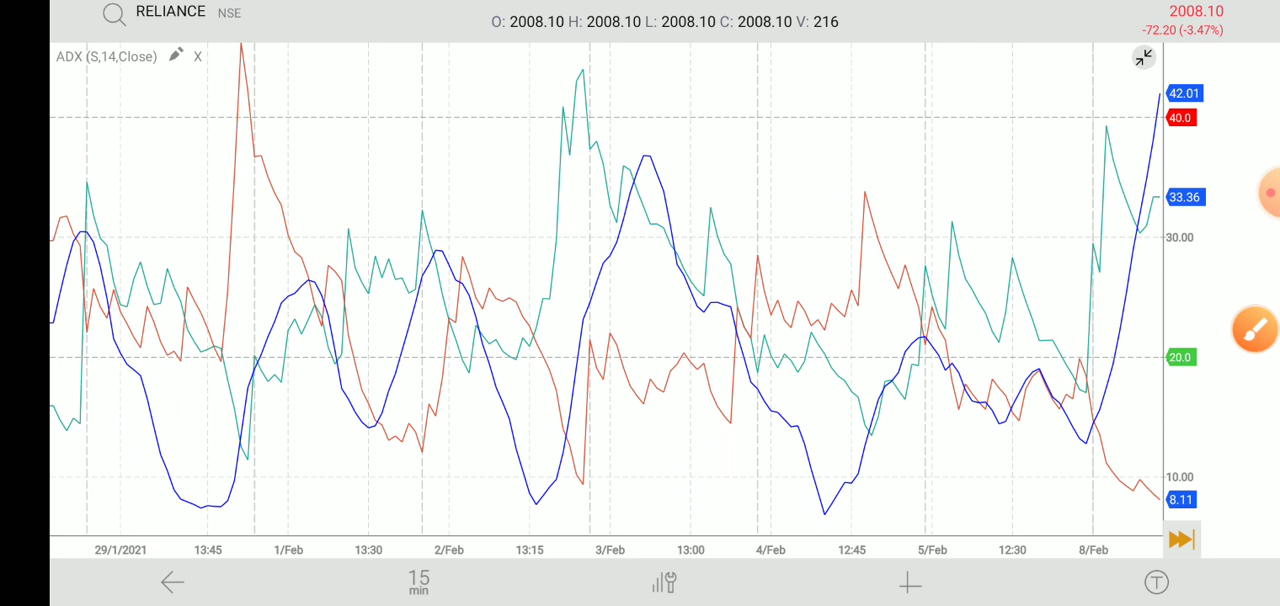 RELIANCE NSE
O: 2008.10 H: 2008.10 L: 2008.10 C: 2008.10 V: 216
2008.10
-72.20 (-3.47%)
ADX (S,14,Close) X
42.01
40.0
33.36
30.00
20.0
10.00
8.11
29/1/2021 13:45 1/Feb 13:30 2/Feb 13:15 3/Feb 13:00 4/Feb 12:45 5/Feb 12:30 8/Feb
15
min
T